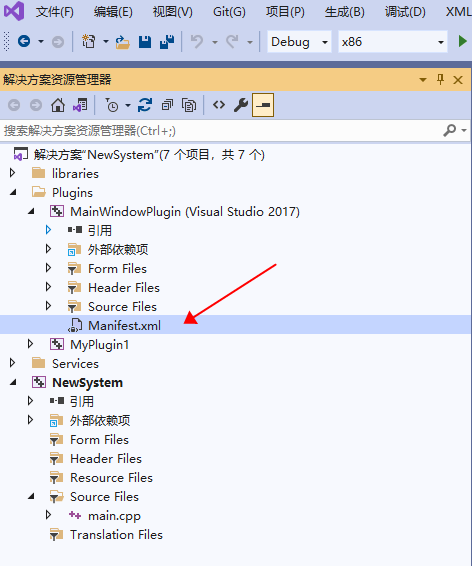 文件(F) 编辑(E) 视图(V) Git(G) 项目(P) 生成(B) 调试(D) XML
Debug x86
解决方案资源管理器
搜索解决方案资源管理器(Ctrl+;)
解决方案"NewSystem"(7 个项目，共 7 个)
libraries
Plugins
MainWindowPlugin (Visual Studio 2017)
引用
外部依赖项
Form Files
Header Files
Source Files
Manifest.xml
MyPlugin1
Services
NewSystem
引用
外部依赖项
Form Files
Header Files
Resource Files
Source Files
main.cpp
Translation Files